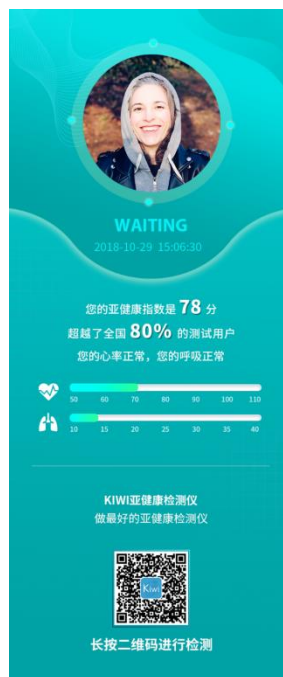 WAITING
2018-10-29 15:06:30
您的亚健康指数是 78 分
超越了全国 80% 的测试用户
您的心率正常，您的呼吸正常
50 60 70 80 90 100 110
10 15 20 25 30 35 40
KIWI亚健康检测仪
做最好的亚健康检测仪
Kiwi
长按二维码进行检测